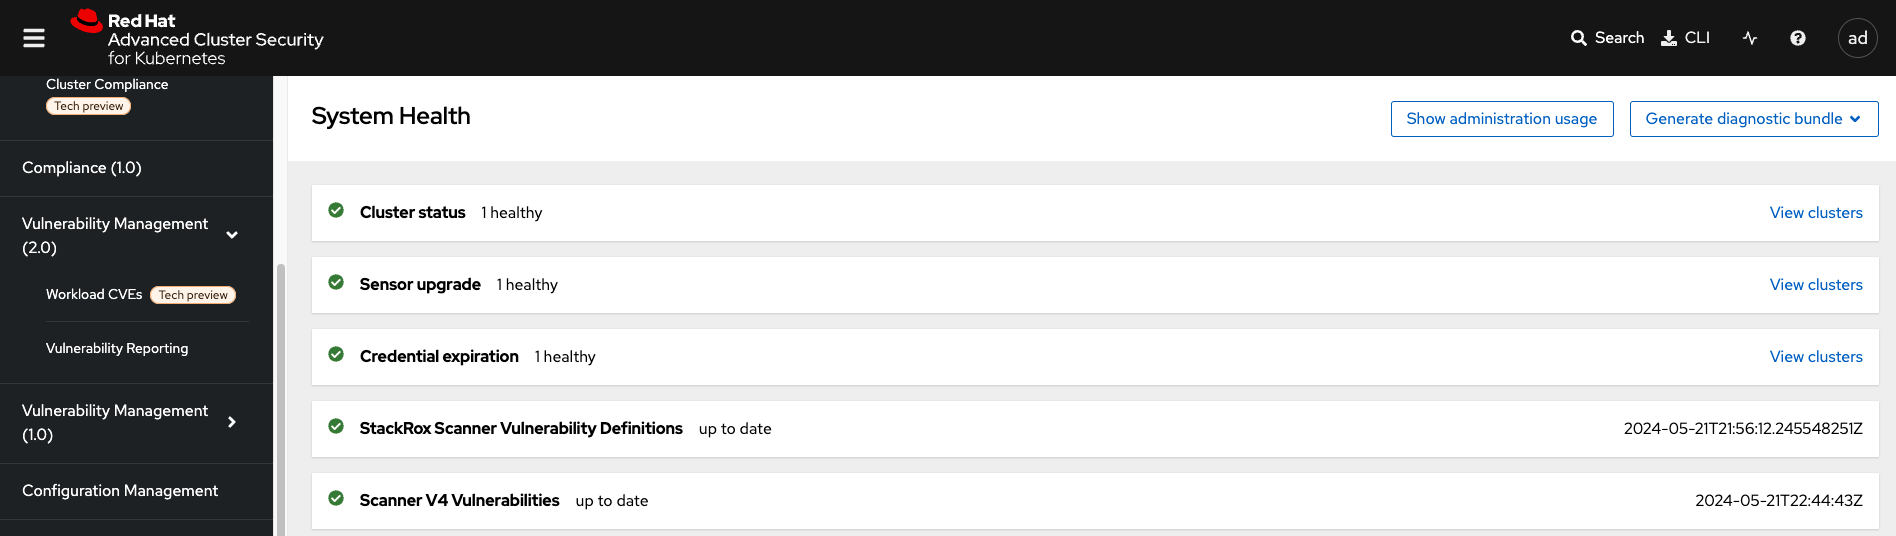 Red Hat
Advanced Cluster Security
for Kubernetes
Search
CLI
ad
Cluster Compliance
Tech preview
Compliance (1.0)
Vulnerability Management
(2.0)
Workload CVEs Tech preview
Vulnerability Reporting
Vulnerability Management
(1.0)
Configuration Management
System Health
Show administration usage
Generate diagnostic bundle
Cluster status 1 healthy View clusters
Sensor upgrade 1 healthy View clusters
Credential expiration 1 healthy View clusters
StackRox Scanner Vulnerability Definitions up to date 2024-05-21T21:56:12.245548251Z
Scanner V4 Vulnerabilities up to date 2024-05-21T22:44:43Z